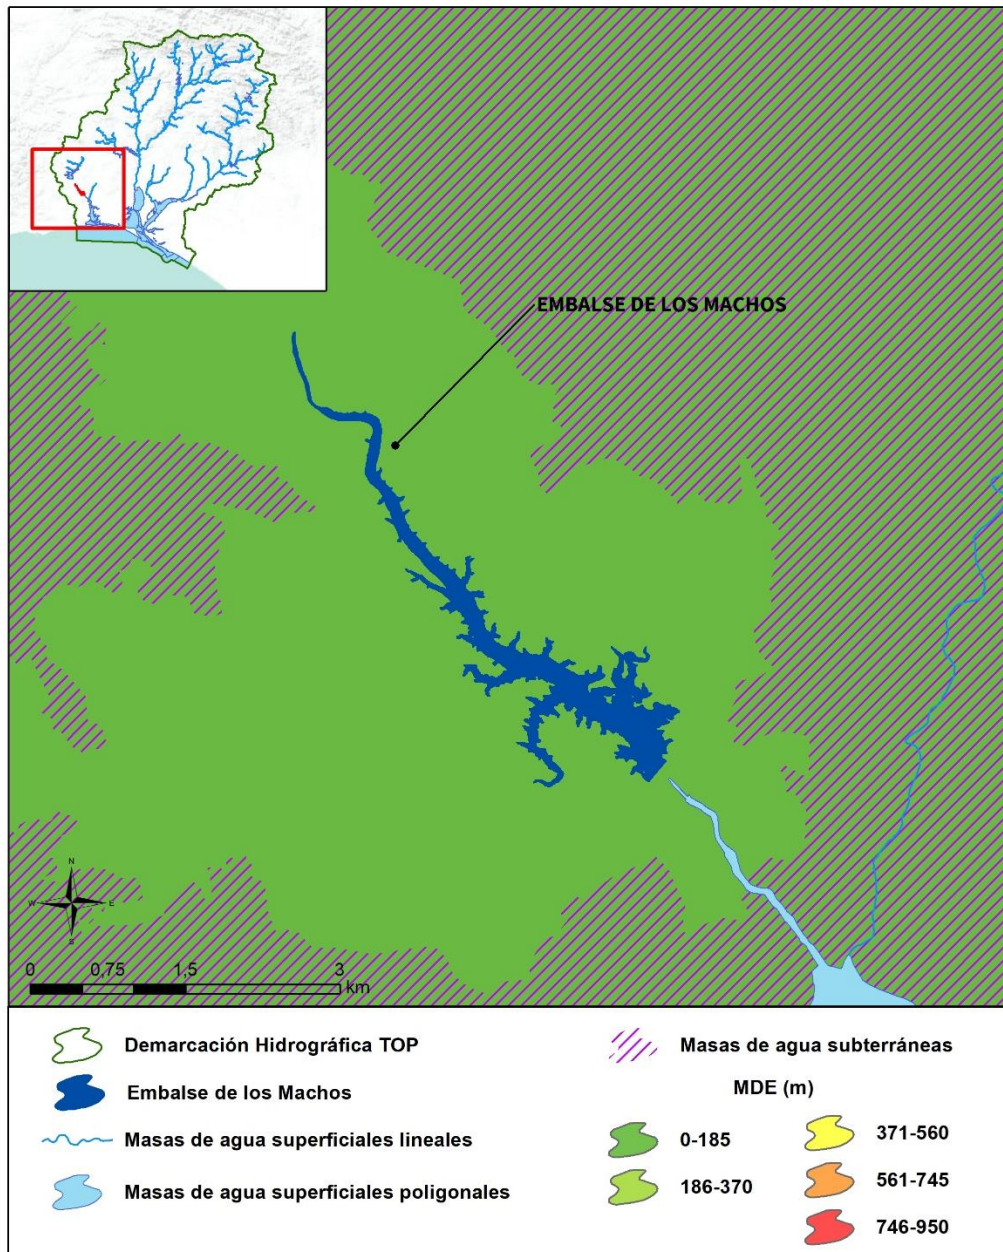 EMBALSE DE LOS MACHOS
N
W E
S
0 0,75 1,5 3
km
Demarcación Hidrográfica TOP
Embalse de los Machos
Masas de agua superficiales lineales
Masas de agua superficiales poligonales
Masas de agua subterráneas
MDE (m)
0-185
186-370
371-560
561-745
746-950